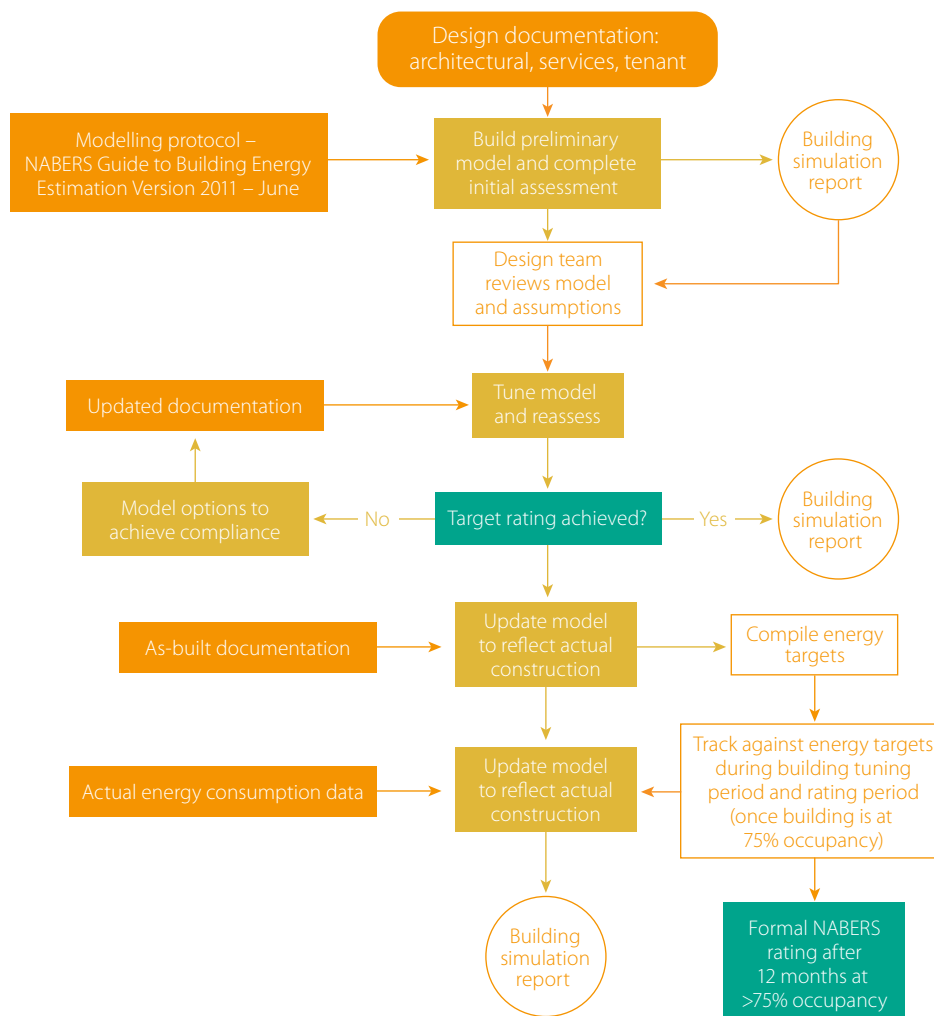 Design documentation:
architectural, services, tenant
Modelling protocol –
NABERS Guide to Building Energy
Estimation Version 2011 – June
Build preliminary
model and complete
initial assessment
Building
simulation
report
Design team
reviews model
and assumptions
Updated documentation
Tune model
and reassess
Model options to
achieve compliance
No
Target rating achieved?
Yes
Building
simulation
report
As-built documentation
Update model
to reflect actual
construction
Compile energy
targets
Actual energy consumption data
Update model
to reflect actual
construction
Track against energy targets
during building tuning
period and rating period
(once building is at
75% occupancy)
Building
simulation
report
Formal NABERS
rating after
12 months at
>75% occupancy